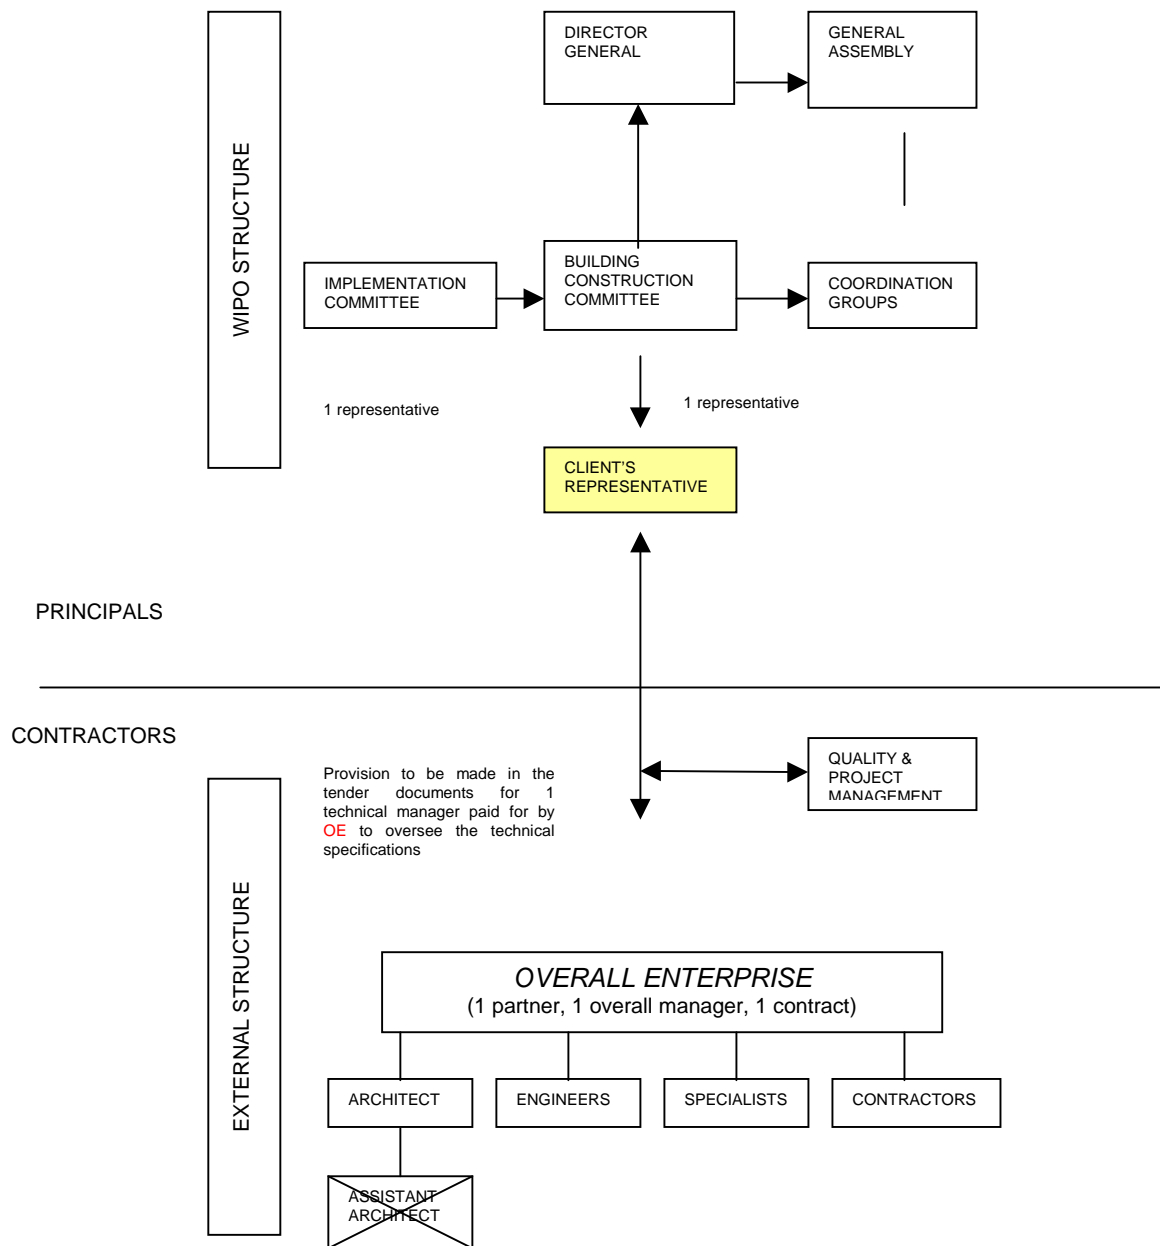 WIPO STRUCTURE
DIRECTOR
GENERAL
GENERAL
ASSEMBLY
IMPLEMENTATION
COMMITTEE
BUILDING
CONSTRUCTION
COMMITTEE
COORDINATION
GROUPS
1 representative
1 representative
CLIENT'S
REPRESENTATIVE
PRINCIPALS
CONTRACTORS
EXTERNAL STRUCTURE
Provision to be made in the
tender documents for 1
technical manager paid for by
OE to oversee the technical
specifications
QUALITY &
PROJECT
MANAGEMENT
OVERALL ENTERPRISE
(1 partner, 1 overall manager, 1 contract)
ARCHITECT
ENGINEERS
SPECIALISTS
CONTRACTORS
ASSISTANT
ARCHITECT